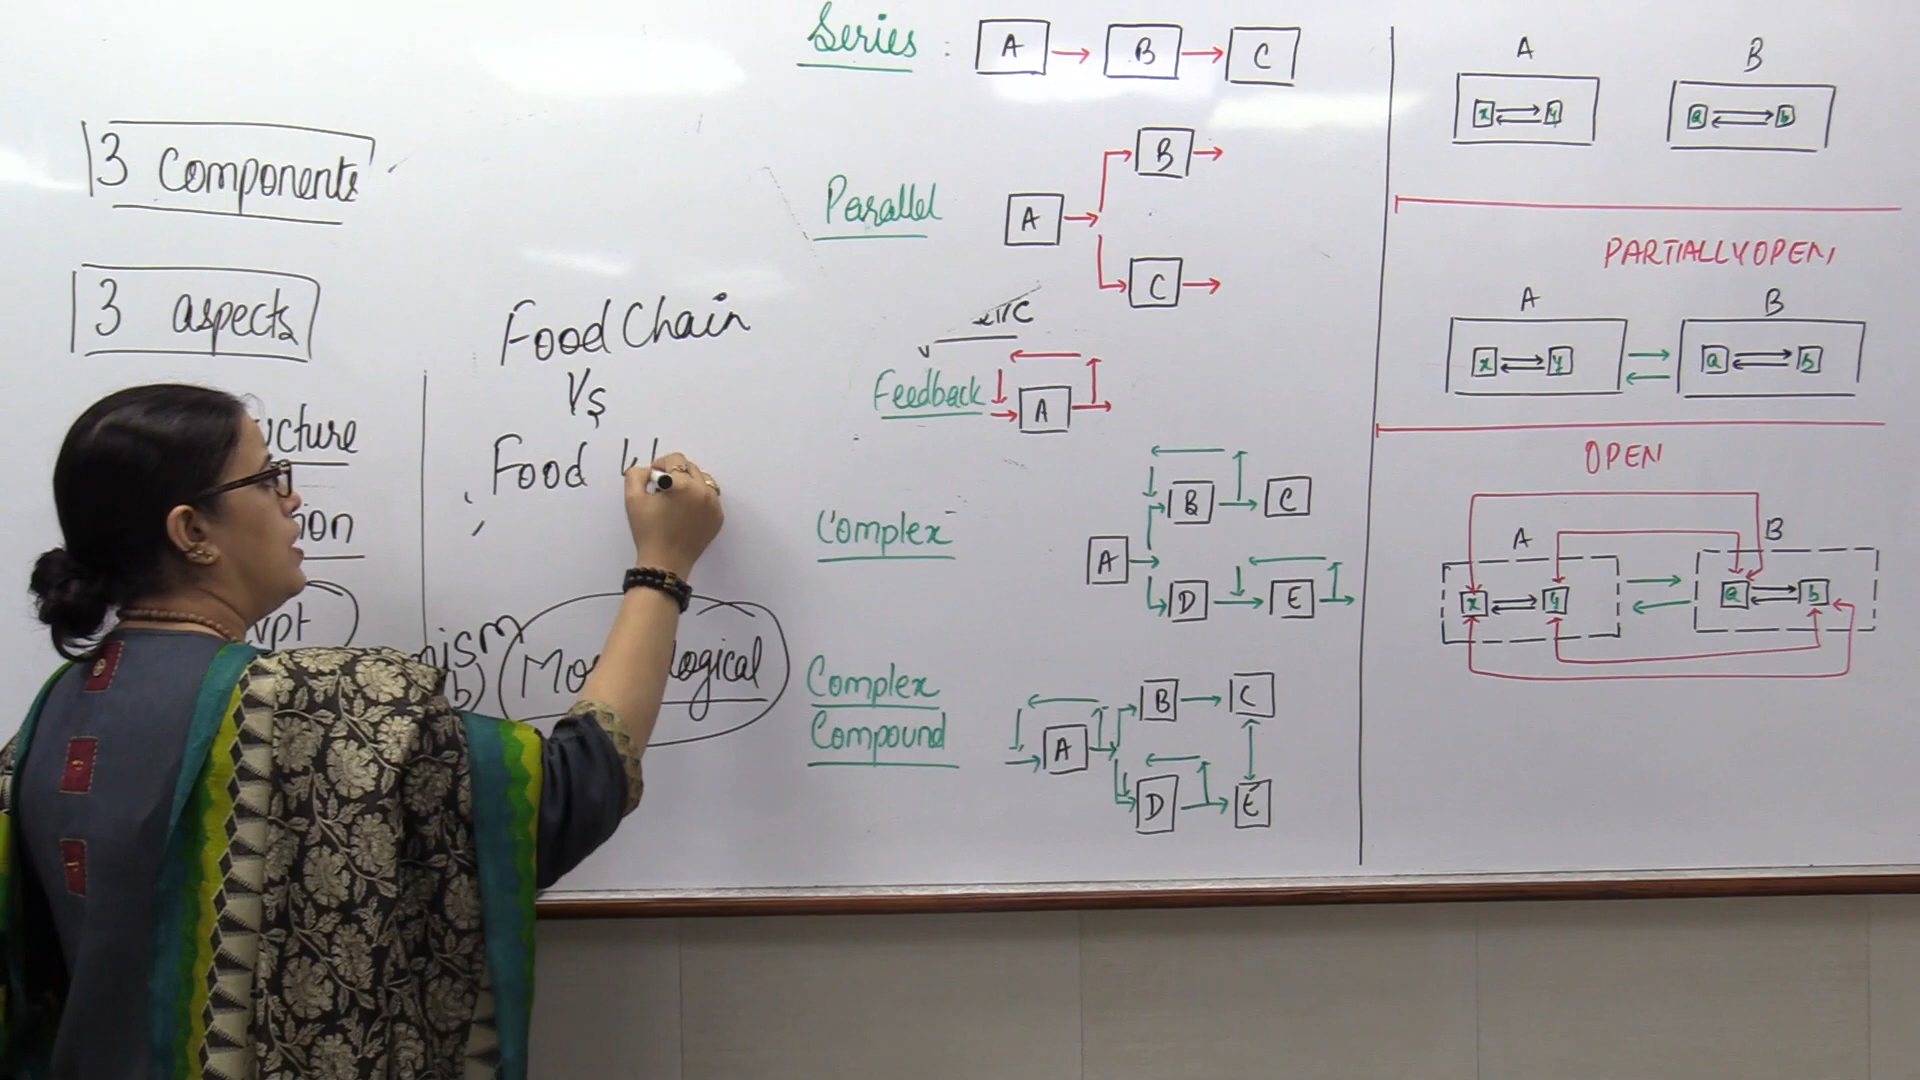 3 Components
3 aspects
Food Chain
Vs
Food
Series : A B C
Parallel A B C
Feedback A
Complex A B C D E
Complex
Compound A B C D E
A B
x y a b
PARTIALLY OPEN
A B
x y a b
OPEN
A B
x y a b